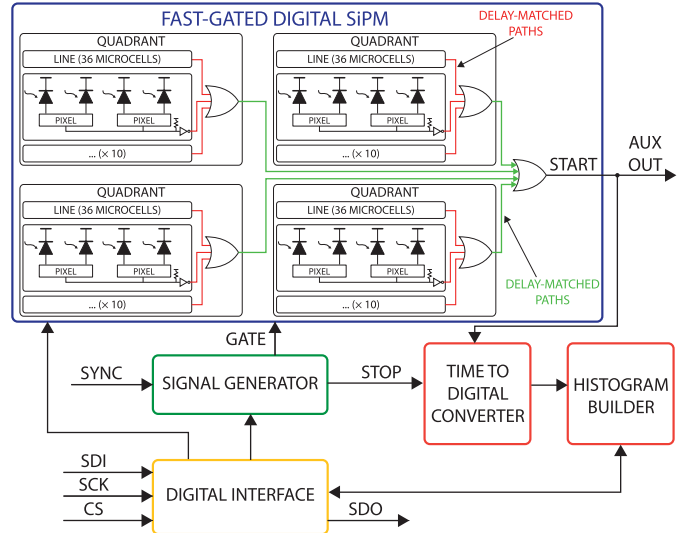 FAST-GATED DIGITAL SiPM
DELAY-MATCHED
PATHS
QUADRANT
LINE (36 MICROCELLS)
PIXEL
PIXEL
... (× 10)
QUADRANT
LINE (36 MICROCELLS)
PIXEL
PIXEL
... (× 10)
START
AUX
OUT
QUADRANT
LINE (36 MICROCELLS)
PIXEL
PIXEL
... (× 10)
QUADRANT
LINE (36 MICROCELLS)
PIXEL
PIXEL
... (× 10)
DELAY-MATCHED
PATHS
GATE
SYNC
SIGNAL GENERATOR
STOP
TIME TO
DIGITAL
CONVERTER
HISTOGRAM
BUILDER
SDI
SCK
CS
DIGITAL INTERFACE
SDO